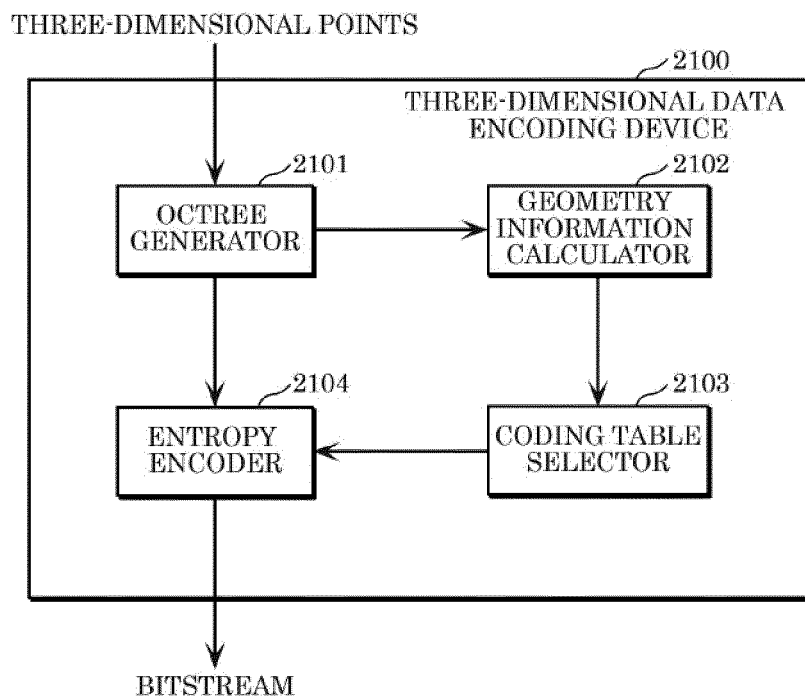 THREE-DIMENSIONAL POINTS
2100
THREE-DIMENSIONAL DATA
ENCODING DEVICE
2101
OCTREE
GENERATOR
2102
GEOMETRY
INFORMATION
CALCULATOR
2104
ENTROPY
ENCODER
2103
CODING TABLE
SELECTOR
BITSTREAM